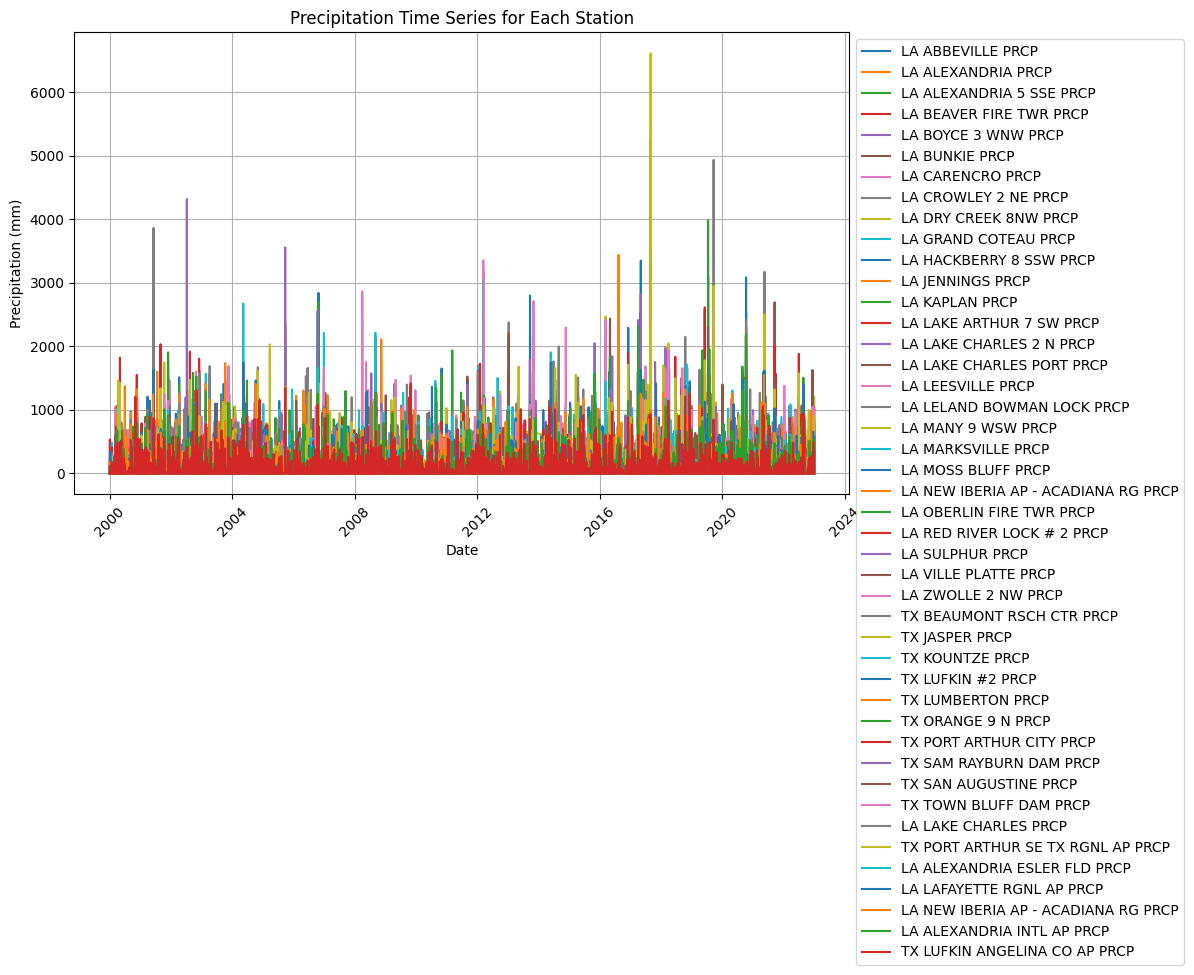 Precipitation Time Series for Each Station
Precipitation (mm)
6000
5000
4000
3000
2000
1000
0
2000
2004
2008
2012
2016
2020
2024
Date
LA ABBEVILLE PRCP
LA ALEXANDRIA PRCP
LA ALEXANDRIA 5 SSE PRCP
LA BEAVER FIRE TWR PRCP
LA BOYCE 3 WNW PRCP
LA BUNKIE PRCP
LA CARENCRO PRCP
LA CROWLEY 2 NE PRCP
LA DRY CREEK 8NW PRCP
LA GRAND COTEAU PRCP
LA HACKBERRY 8 SSW PRCP
LA JENNINGS PRCP
LA KAPLAN PRCP
LA LAKE ARTHUR 7 SW PRCP
LA LAKE CHARLES 2 N PRCP
LA LAKE CHARLES PORT PRCP
LA LEESVILLE PRCP
LA LELAND BOWMAN LOCK PRCP
LA MANY 9 WSW PRCP
LA MARKSVILLE PRCP
LA MOSS BLUFF PRCP
LA NEW IBERIA AP - ACADIANA RG PRCP
LA OBERLIN FIRE TWR PRCP
LA RED RIVER LOCK # 2 PRCP
LA SULPHUR PRCP
LA VILLE PLATTE PRCP
LA ZWOLLE 2 NW PRCP
TX BEAUMONT RSCH CTR PRCP
TX JASPER PRCP
TX KOUNTZE PRCP
TX LUFKIN #2 PRCP
TX LUMBERTON PRCP
TX ORANGE 9 N PRCP
TX PORT ARTHUR CITY PRCP
TX SAM RAYBURN DAM PRCP
TX SAN AUGUSTINE PRCP
TX TOWN BLUFF DAM PRCP
LA LAKE CHARLES PRCP
TX PORT ARTHUR SE TX RGNL AP PRCP
LA ALEXANDRIA ESLER FLD PRCP
LA LAFAYETTE RGNL AP PRCP
LA NEW IBERIA AP - ACADIANA RG PRCP
LA ALEXANDRIA INTL AP PRCP
TX LUFKIN ANGELINA CO AP PRCP